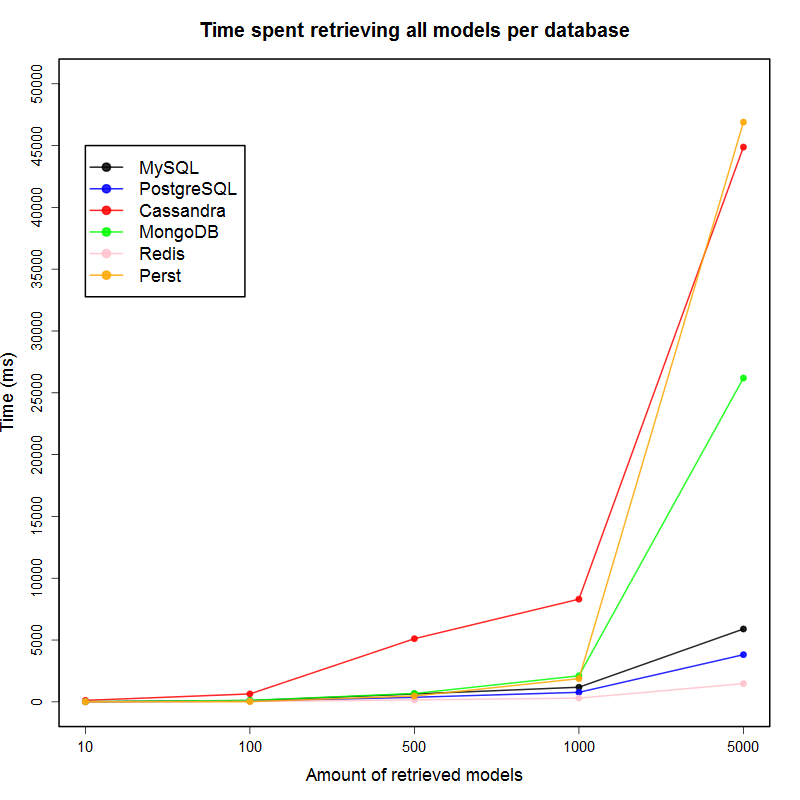 Time spent retrieving all models per database
50000
45000
40000
35000
30000
25000
20000
15000
10000
5000
0
Time (ms)
MySQL
PostgreSQL
Cassandra
MongoDB
Redis
Perst
10 100 500 1000 5000
Amount of retrieved models